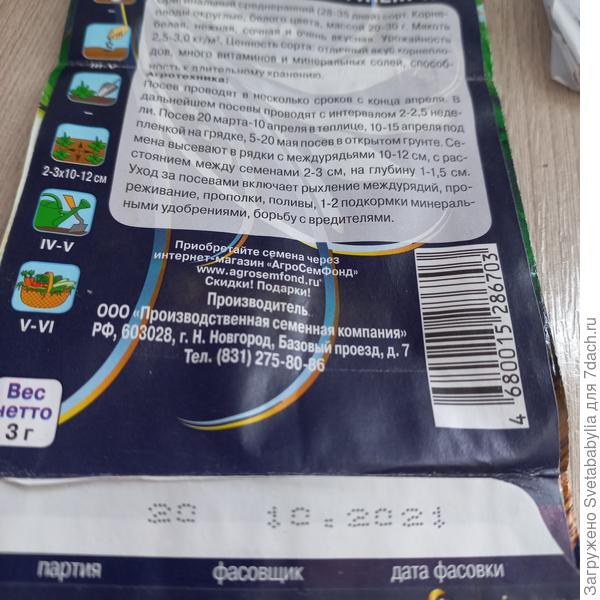 Оригинальный среднеранний (28-35 дней) сорт. Корне-
плоды округлые, белого цвета, массой 20-30 г. Мякоть
белая, нежная, сочная и очень вкусная. Урожайность
2,5-3,0 кг/м². Ценность сорта: отличный вкус корнепло-
дов, много витаминов и минеральных солей, способ-
ность к длительному хранению.
Агротехника:
Посев проводят в несколько сроков с конца апреля. В
дальнейшем посевы проводят с интервалом 2-2,5 неде-
ли. Посев 20 марта-10 апреля в теплице, 10-15 апреля под
пленкой на грядке, 5-20 мая посев в открытом грунте. Се-
мена высевают в рядки с междурядьями 10-12 см, с рас-
стоянием между семенами 2-3 см, на глубину 1-1,5 см.
Уход за посевами включает рыхление междурядий, про-
реживание, прополки, поливы, 1-2 подкормки минераль-
ными удобрениями, борьбу с вредителями.
III-V
-
2-3x10-12 см
IV-V
V-VI
Приобретайте семена через
интернет-магазин «АгроСемФонд»
www.agrosemfond.ru
Скидки! Подарки!
Производитель
ООО «Производственная семенная компания»
РФ, 603028, г. Н. Новгород, Базовый проезд, д. 7
Тел. (831) 275-80-86
4 680015 286703
Вес
нетто
3 г
20 10.2021
партия фасовщик дата фасовки
Загружено Svetababylia для 7dach.ru